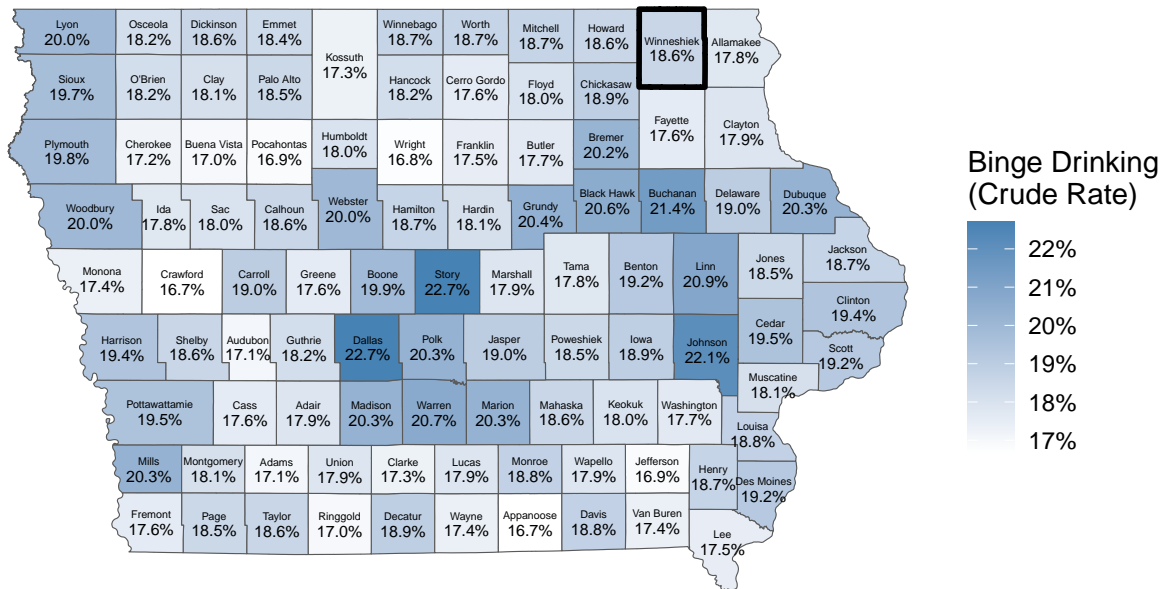 Lyon
20.0%
Osceola
18.2%
Dickinson
18.6%
Emmet
18.4%
Kossuth
17.3%
Winnebago
18.7%
Worth
18.7%
Mitchell
18.7%
Howard
18.6%
Winneshiek
18.6%
Allamakee
17.8%
Sioux
19.7%
O'Brien
18.2%
Clay
18.1%
Palo Alto
18.5%
Hancock
18.2%
Cerro Gordo
17.6%
Floyd
18.0%
Chickasaw
18.9%
Fayette
17.6%
Clayton
17.9%
Plymouth
19.8%
Cherokee
17.2%
Buena Vista
17.0%
Pocahontas
16.9%
Humboldt
18.0%
Wright
16.8%
Franklin
17.5%
Butler
17.7%
Bremer
20.2%
Woodbury
20.0%
Ida
17.8%
Sac
18.0%
Calhoun
18.6%
Webster
20.0%
Hamilton
18.7%
Hardin
18.1%
Grundy
20.4%
Black Hawk
20.6%
Buchanan
21.4%
Delaware
19.0%
Dubuque
20.3%
Monona
17.4%
Crawford
16.7%
Carroll
19.0%
Greene
17.6%
Boone
19.9%
Story
22.7%
Marshall
17.9%
Tama
17.8%
Benton
19.2%
Linn
20.9%
Jones
18.5%
Jackson
18.7%
Clinton
19.4%
Harrison
19.4%
Shelby
18.6%
Audubon
17.1%
Guthrie
18.2%
Dallas
22.7%
Polk
20.3%
Jasper
19.0%
Poweshiek
18.5%
Iowa
18.9%
Johnson
22.1%
Cedar
19.5%
Scott
19.2%
Muscatine
18.1%
Pottawattamie
19.5%
Cass
17.6%
Adair
17.9%
Madison
20.3%
Warren
20.7%
Marion
20.3%
Mahaska
18.6%
Keokuk
18.0%
Washington
17.7%
Louisa
18.8%
Mills
20.3%
Montgomery
18.1%
Adams
17.1%
Union
17.9%
Clarke
17.3%
Lucas
17.9%
Monroe
18.8%
Wapello
17.9%
Jefferson
16.9%
Henry
18.7%
Des Moines
19.2%
Fremont
17.6%
Page
18.5%
Taylor
18.6%
Ringgold
17.0%
Decatur
18.9%
Wayne
17.4%
Appanoose
16.7%
Davis
18.8%
Van Buren
17.4%
Lee
17.5%
Binge Drinking
(Crude Rate)
22%
21%
20%
19%
18%
17%